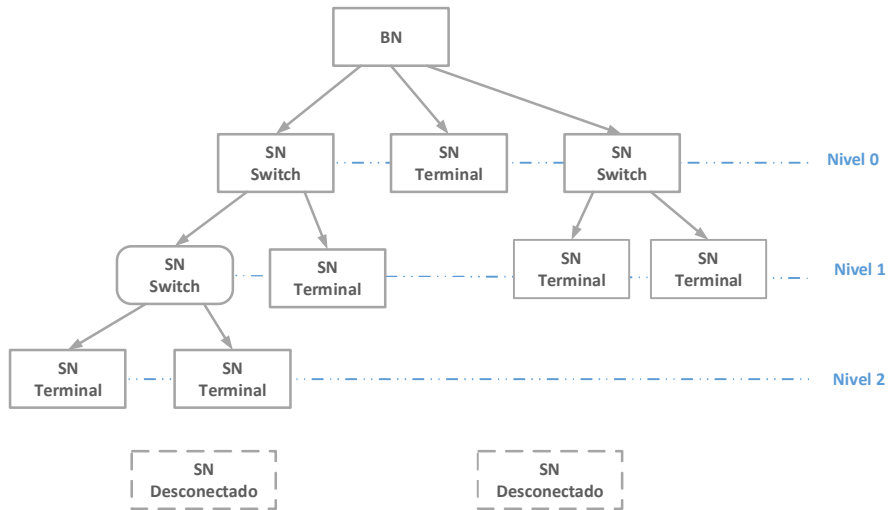 BN
SN
Switch
SN
Terminal
SN
Switch
Nivel 0
SN
Switch
SN
Terminal
SN
Terminal
SN
Terminal
Nivel 1
SN
Terminal
SN
Terminal
Nivel 2
SN
Desconectado
SN
Desconectado